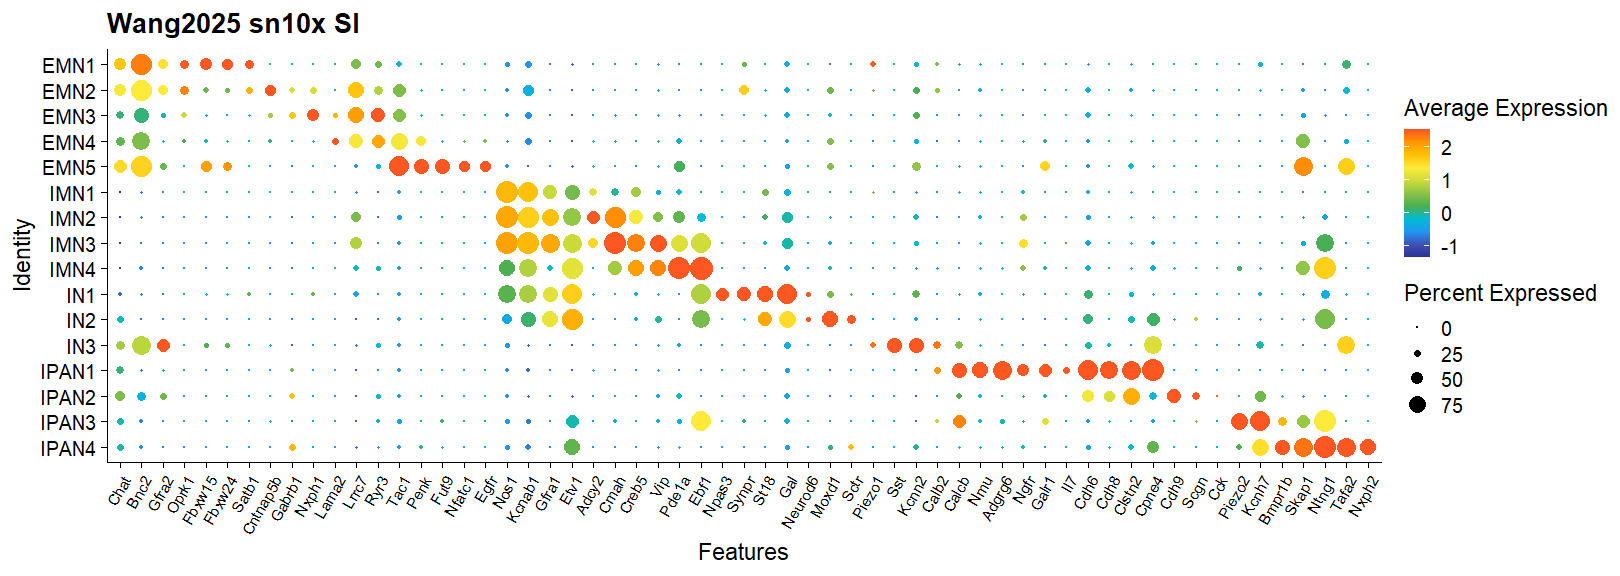 Wang2025 sn10x SI
Identity
EMN1
EMN2
EMN3
EMN4
EMN5
IMN1
IMN2
IMN3
IMN4
IN1
IN2
IN3
IPAN1
IPAN2
IPAN3
IPAN4
Chat Bnc2 Gfra2 Oprk1 Fbxw15 Fbxw24 Satb1 Cntnap5b Gabrb1 Nxph1 Lama2 Lrrc7 Ryr3 Tac1 Penk Fut9 Nfatc1 Egfr Nos1 Kcnab1 Gfra1 Etv1 Adcy2 Cmah Creb5 Vip Pde1a Ebf1 Npas3 Synpr St18 Gal Neurod6 Moxd1 Sctr Piezo1 Sst Kcnn2 Calb2 Calcb Nmu Adgrg6 Ngfr Galr1 Il7 Cdh6 Cdh8 Clstn2 Cpne4 Cdh9 Scgn Cck Piezo2 Kcnh7 Bmpr1b Skap1 Ntng1 Tafa2 Nxph2
Features
Average Expression
2
1
0
-1
Percent Expressed
0
25
50
75